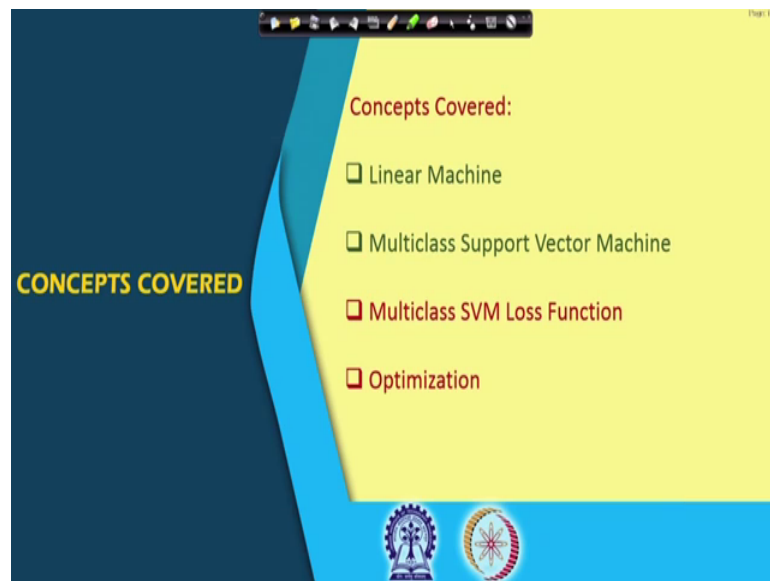 CONCEPTS COVERED
Concepts Covered:
Linear Machine
Multiclass Support Vector Machine
Multiclass SVM Loss Function
Optimization